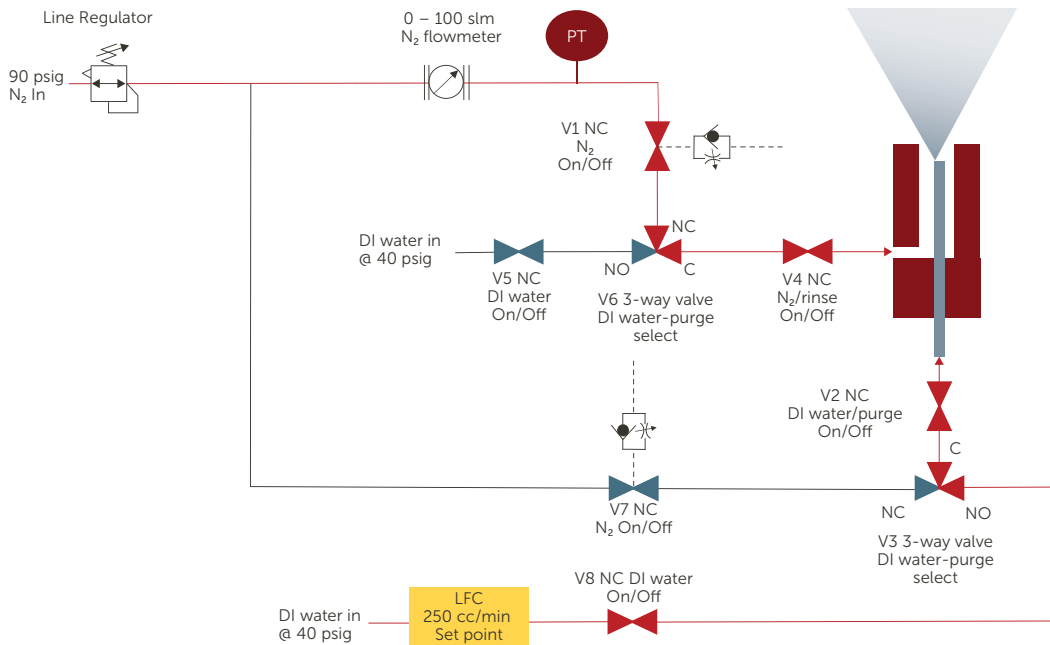 Line Regulator
0 – 100 slm
N₂ flowmeter
PT
90 psig
N₂ In
V1 NC
N₂
On/Off
DI water in
@ 40 psig
NC
NO
C
V5 NC
DI water
On/Off
V6 3-way valve
DI water-purge
select
V4 NC
N₂/rinse
On/Off
V2 NC
DI water/purge
On/Off
C
NC
NO
V7 NC
N₂ On/Off
V3 3-way valve
DI water-purge
select
V8 NC DI water
On/Off
DI water in
@ 40 psig
LFC
250 cc/min
Set point